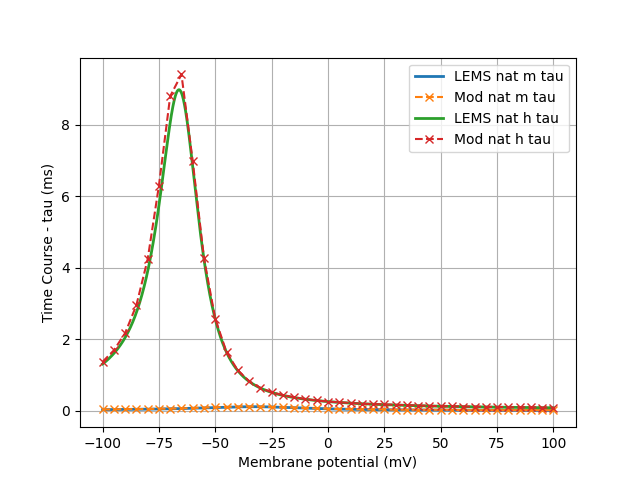 LEMS nat m tau
Mod nat m tau
LEMS nat h tau
Mod nat h tau
8
6
4
2
0
Time Course - tau (ms)
−100 −75 −50 −25 0 25 50 75 100
Membrane potential (mV)